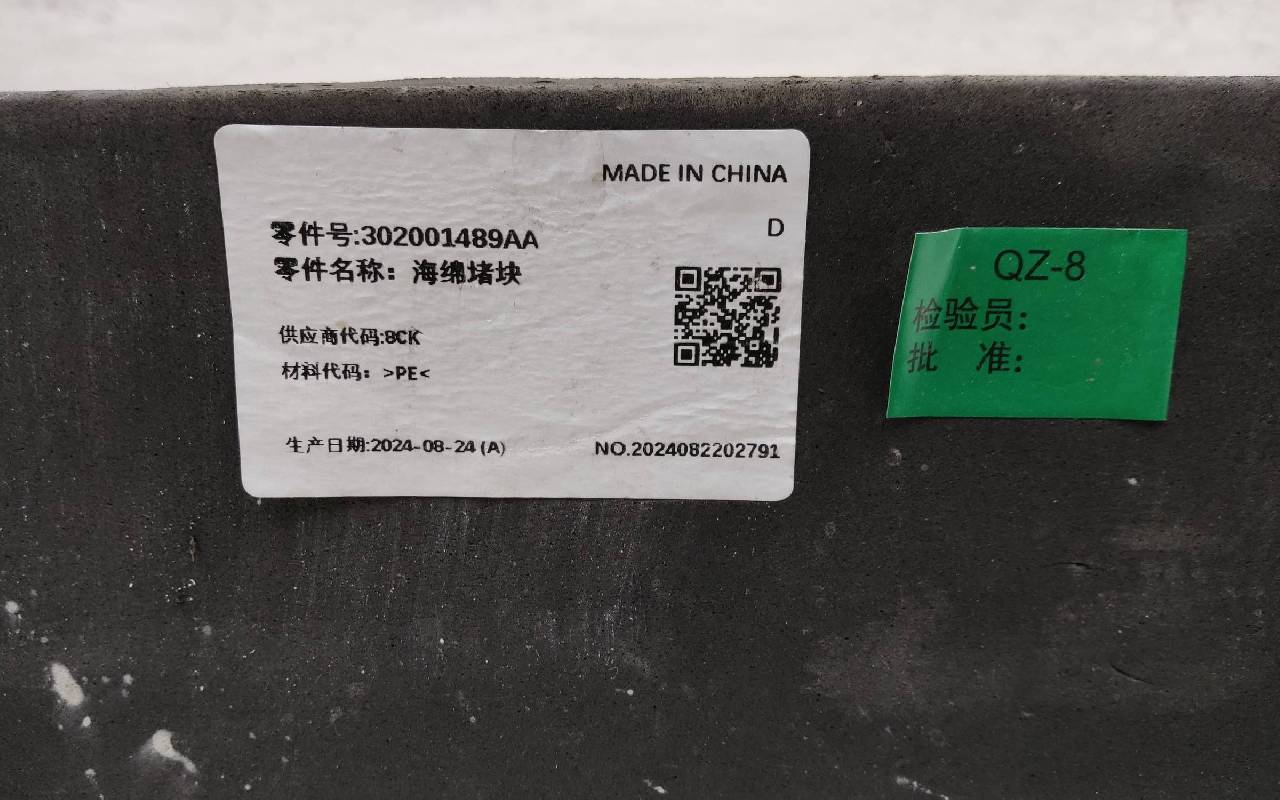 MADE IN CHINA
D
零件号:302001489AA
零件名称：海绵堵块
供应商代码:8CK
材料代码：>PE<
生产日期:2024-08-24 (A)
NO.2024082202791
QZ-8
检验员：
批 准：